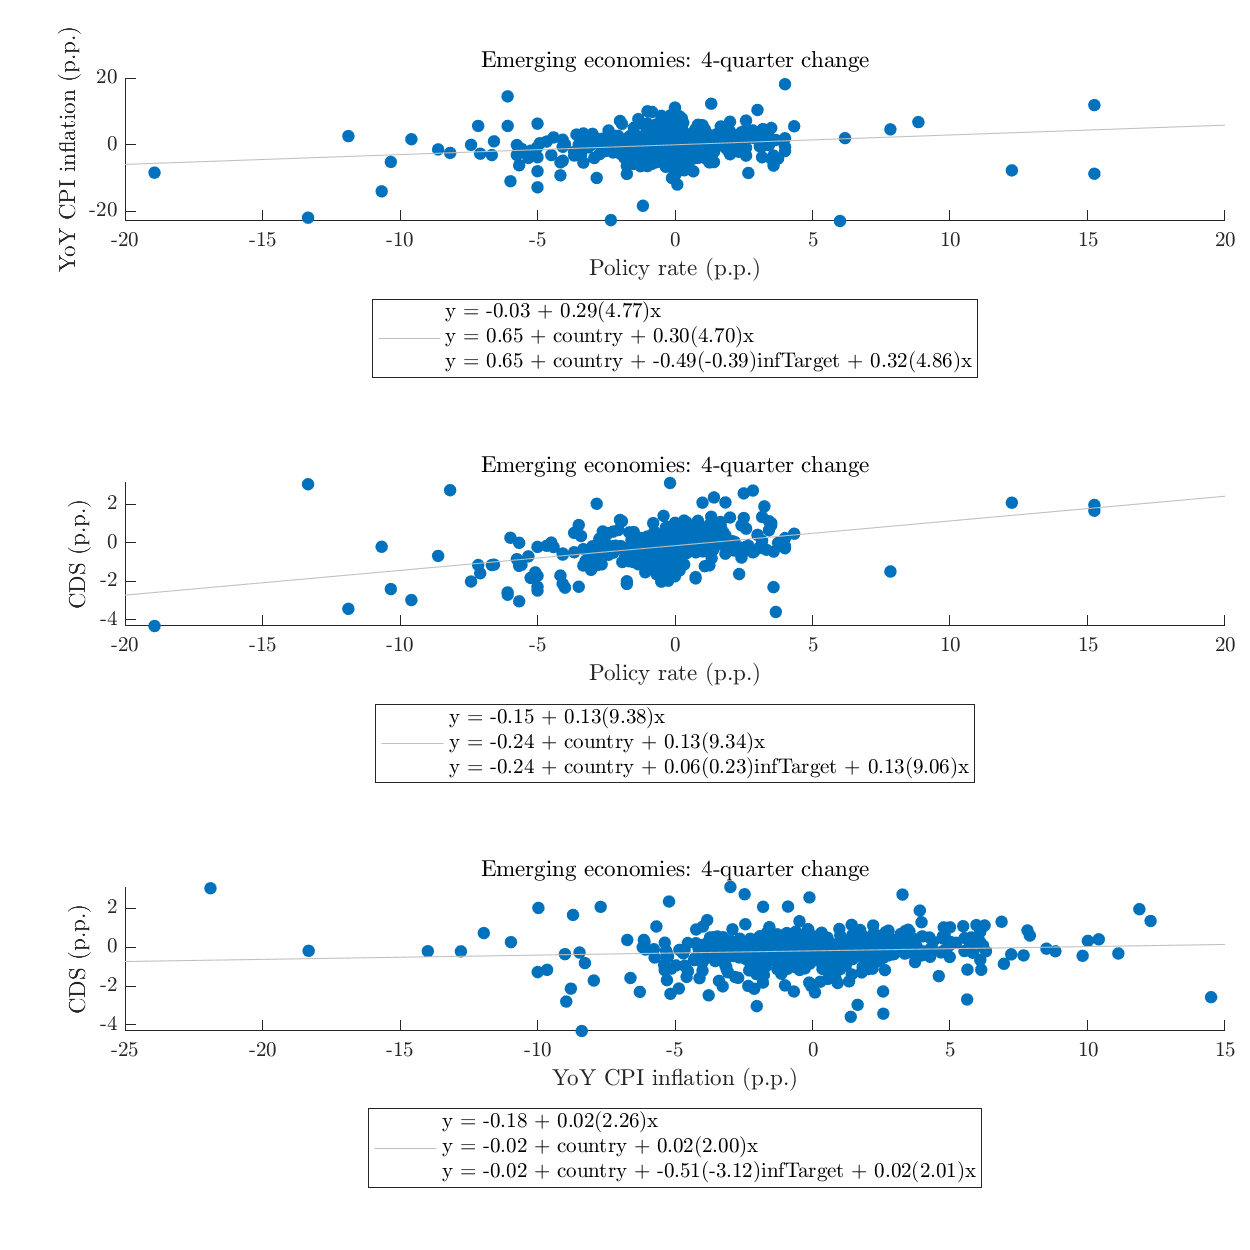 Emerging economies: 4-quarter change
YoY CPI inflation (p.p.)
20
0
-20
-20 -15 -10 -5 0 5 10 15 20
Policy rate (p.p.)
y = -0.03 + 0.29(4.77)x
y = 0.65 + country + 0.30(4.70)x
y = 0.65 + country + -0.49(-0.39)infTarget + 0.32(4.86)x
Emerging economies: 4-quarter change
CDS (p.p.)
2
0
-2
-4
-20 -15 -10 -5 0 5 10 15 20
Policy rate (p.p.)
y = -0.15 + 0.13(9.38)x
y = -0.24 + country + 0.13(9.34)x
y = -0.24 + country + 0.06(0.23)infTarget + 0.13(9.06)x
Emerging economies: 4-quarter change
CDS (p.p.)
2
0
-2
-4
-25 -20 -15 -10 -5 0 5 10 15
YoY CPI inflation (p.p.)
y = -0.18 + 0.02(2.26)x
y = -0.02 + country + 0.02(2.00)x
y = -0.02 + country + -0.51(-3.12)infTarget + 0.02(2.01)x